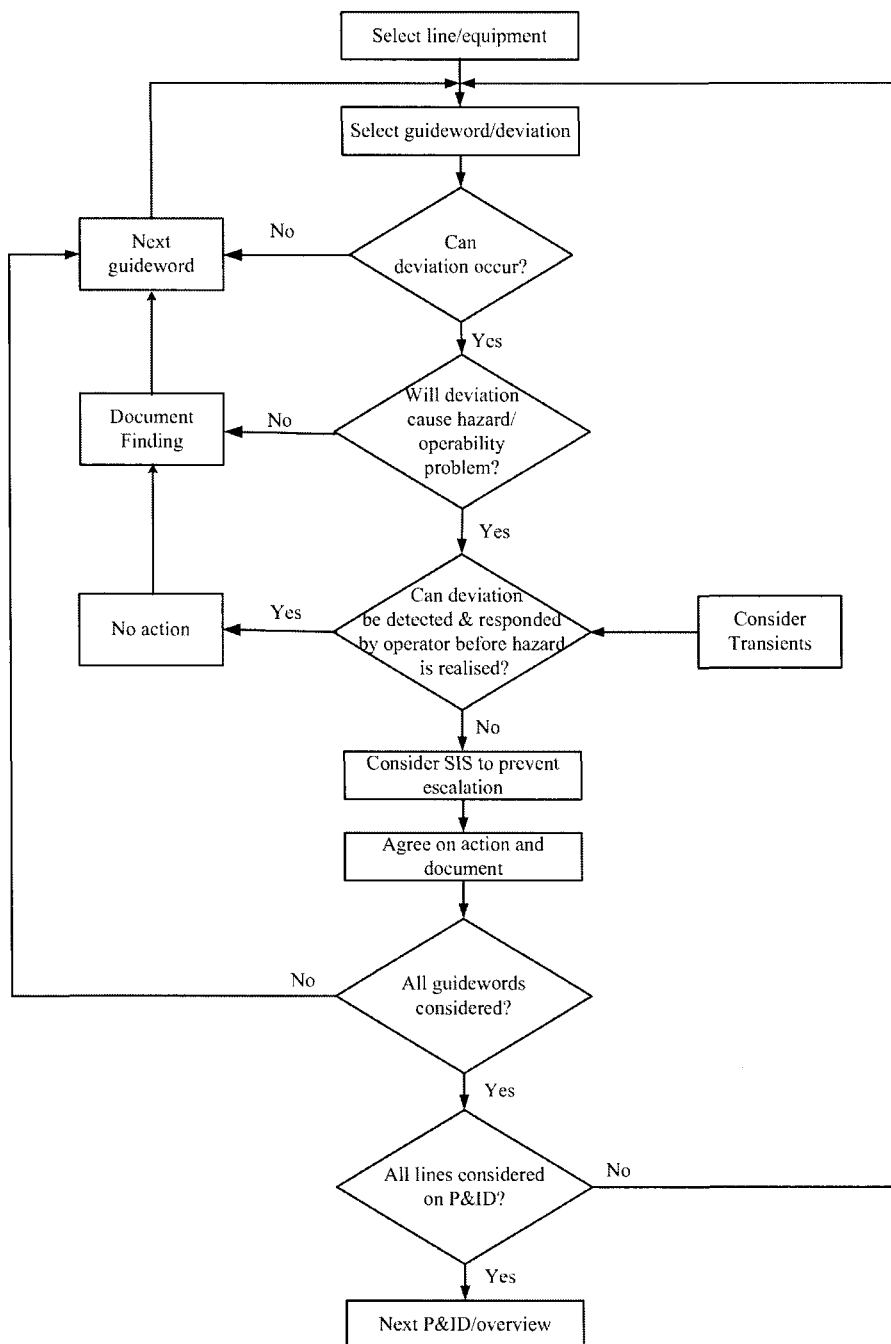 Select line/equipment
Select guideword/deviation
No
Next
guideword
Can
deviation occur?
Yes
Document
Finding
No
Will deviation
cause hazard/
operability
problem?
Yes
No action
Yes
Can deviation
be detected & responded
by operator before hazard
is realised?
Consider
Transients
No
Consider SIS to prevent
escalation
Agree on action and
document
No
All guidewords
considered?
Yes
All lines considered
on P&ID?
No
Yes
Next P&ID/overview